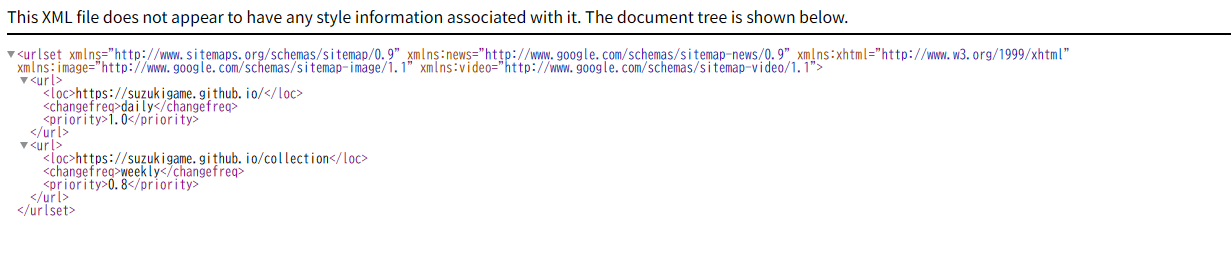 This XML file does not appear to have any style information associated with it. The document tree is shown below.
▼<urlset xmlns="http://www.sitemaps.org/schemas/sitemap/0.9" xmlns:news="http://www.google.com/schemas/sitemap-news/0.9" xmlns:xhtml="http://www.w3.org/1999/xhtml"
xmlns:image="http://www.google.com/schemas/sitemap-image/1.1" xmlns:video="http://www.google.com/schemas/sitemap-video/1.1">
▼<url>
<loc>https://suzukigame.github.io/</loc>
<changefreq>daily</changefreq>
<priority>1.0</priority>
</url>
▼<url>
<loc>https://suzukigame.github.io/collection</loc>
<changefreq>weekly</changefreq>
<priority>0.8</priority>
</url>
</urlset>